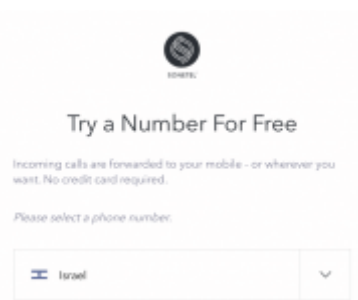 SONETEL
Try a Number For Free
Incoming calls are forwarded to your mobile - or wherever you
want. No credit card required.
Please select a phone number.
Israel